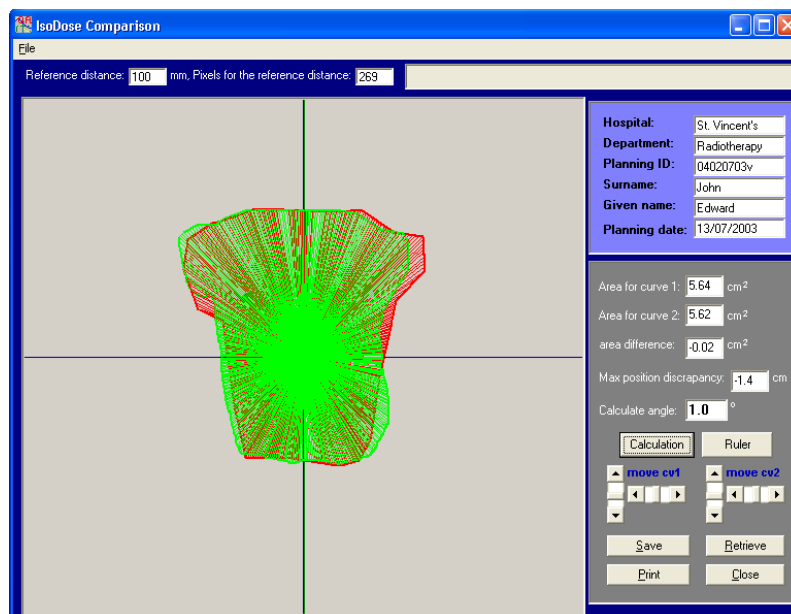 IsoDose Comparison
File
Reference distance: 100 mm, Pixels for the reference distance: 269
Hospital: St. Vincent's
Department: Radiotherapy
Planning ID: 04020703v
Surname: John
Given name: Edward
Planning date: 13/07/2003
Area for curve 1: 5.64 cm²
Area for curve 2: 5.62 cm²
area difference: -0.02 cm²
Max position discrapancy: -1.4 cm
Calculate angle: 1.0 °
Calculation Ruler
move cv1 move cv2
Save Retrieve
Print Close